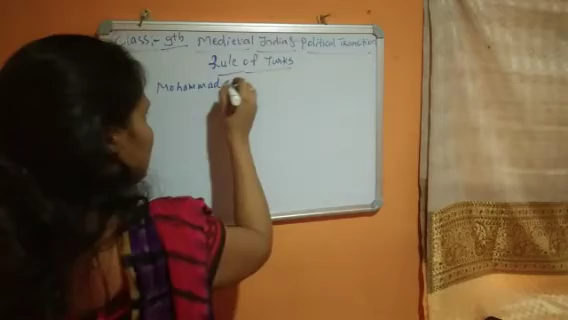 Class:- 9th Medieval India's Political Transition
Rule of Turks
Mohammad